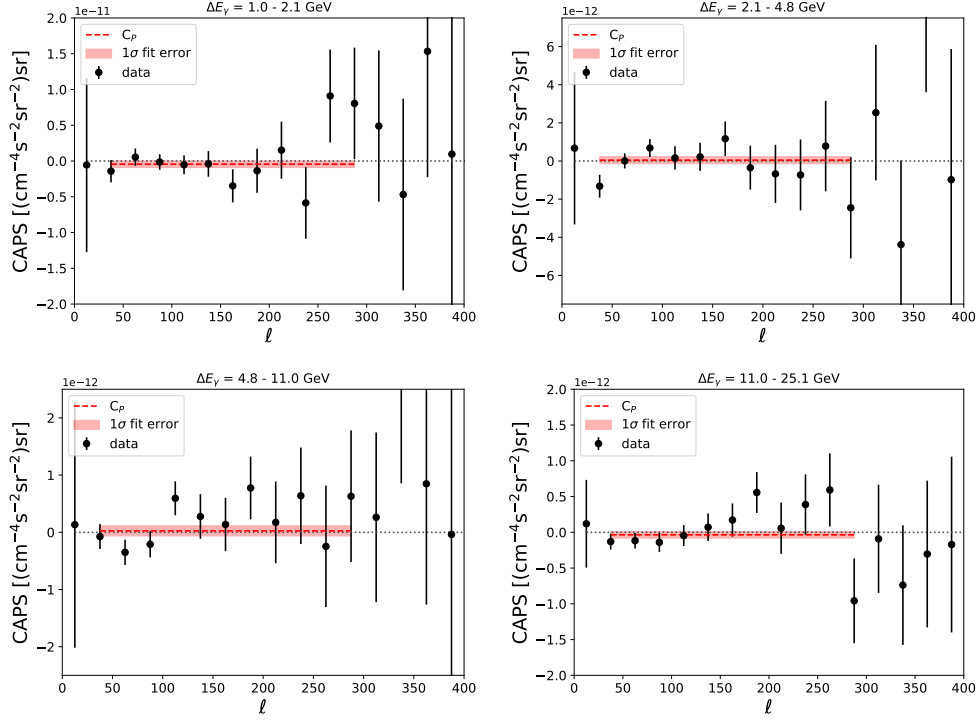 ΔEγ = 1.0 - 2.1 GeV
1e−11
CAPS [(cm⁻⁴s⁻²sr⁻²)sr]
2.0
1.5
1.0
0.5
0.0
−0.5
−1.0
−1.5
−2.0
C_P
1σ fit error
data
0 50 100 150 200 250 300 350 400
ℓ
ΔEγ = 2.1 - 4.8 GeV
1e−12
CAPS [(cm⁻⁴s⁻²sr⁻²)sr]
6
4
2
0
−2
−4
−6
C_P
1σ fit error
data
0 50 100 150 200 250 300 350 400
ℓ
ΔEγ = 4.8 - 11.0 GeV
1e−12
CAPS [(cm⁻⁴s⁻²sr⁻²)sr]
2
1
0
−1
−2
C_P
1σ fit error
data
0 50 100 150 200 250 300 350 400
ℓ
ΔEγ = 11.0 - 25.1 GeV
1e−12
CAPS [(cm⁻⁴s⁻²sr⁻²)sr]
2.0
1.5
1.0
0.5
0.0
−0.5
−1.0
−1.5
−2.0
C_P
1σ fit error
data
0 50 100 150 200 250 300 350 400
ℓ